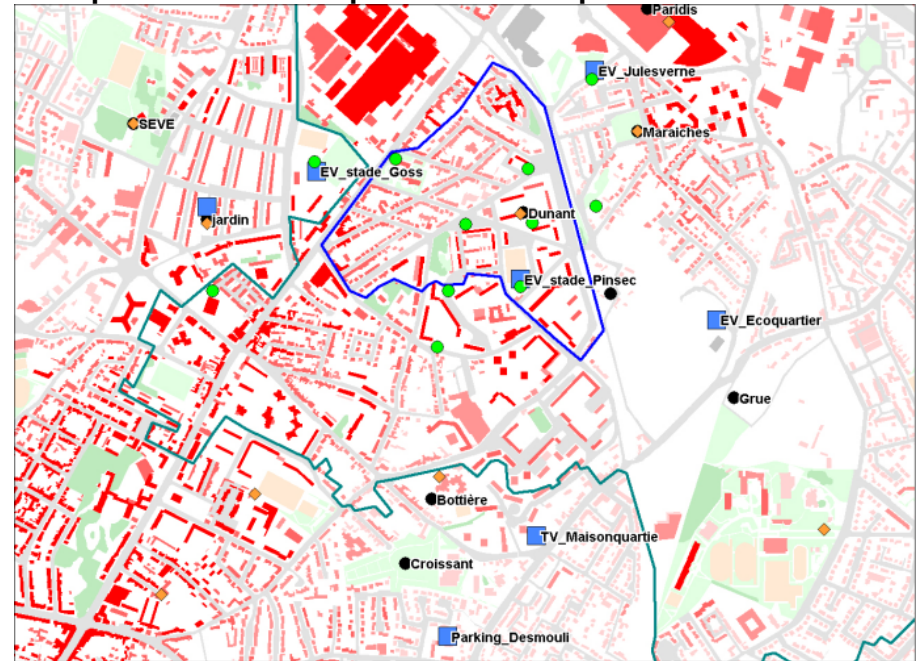 Paridis
EV_Julesverne
SEVE
Maraiches
EV_stade_Goss
jardin
Dunant
EV_stade_Pinsec
EV_Ecoquartier
Grue
Bottière
TV_Maisonquartie
Croissant
Parking_Desmouli